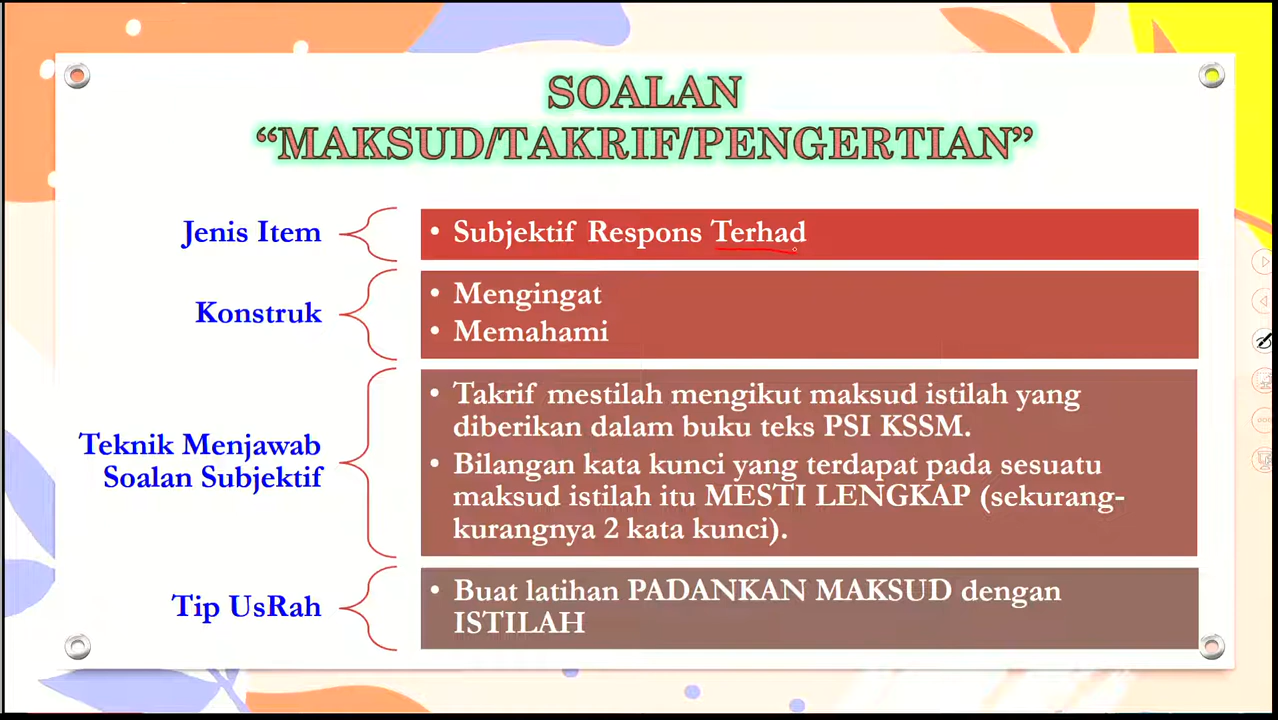 SOALAN
“MAKSUD/TAKRIF/PENGERTIAN”
Jenis Item
• Subjektif Respons Terhad
Konstruk
• Mengingat
• Memahami
Teknik Menjawab
Soalan Subjektif
• Takrif mestilah mengikut maksud istilah yang
diberikan dalam buku teks PSI KSSM.
• Bilangan kata kunci yang terdapat pada sesuatu
maksud istilah itu MESTI LENGKAP (sekurang-
kurangnya 2 kata kunci).
Tip UsRah
• Buat latihan PADANKAN MAKSUD dengan
ISTILAH